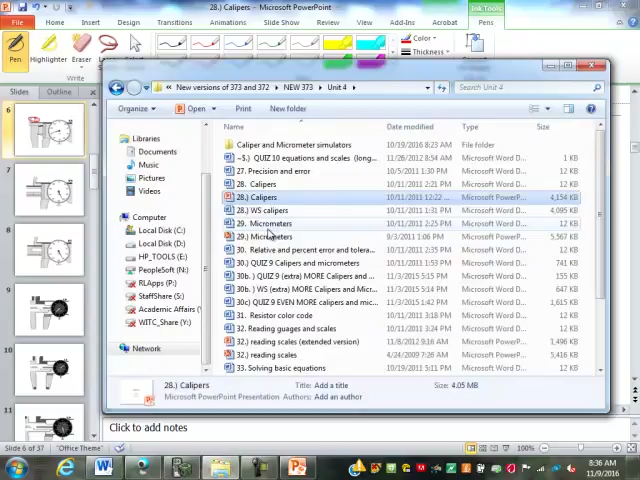 28.) Calipers - Microsoft PowerPoint
Ink Tools
File Home Insert Design Transitions Animations Slide Show Review View Add-Ins Acrobat Pens
Pen Highlighter Eraser
Color
Thickness
Write
Slides Outline
New versions of 373 and 372 NEW 373 Unit 4
Search Unit 4
Organize Open Print New folder
Name Date modified Type Size
Libraries
Documents
Music
Pictures
Videos
Computer
Local Disk (C:)
Local Disk (D:)
HP_TOOLS (E:)
PeopleSoft (N:)
RLApps (P:)
StaffShare (S:)
Academic Affairs (
WITC_Share (Y:)
Network
Caliper and Micrometer simulators 10/19/2016 8:23 AM File folder
~5.) QUIZ 10 equations and scales (long... 11/26/2012 8:54 AM Microsoft Word D... 1 KB
27. Precision and error 10/11/2011 2:20 PM Microsoft Word D... 12 KB
28. Calipers 10/11/2011 2:21 PM Microsoft Word D... 12 KB
28.) Calipers 10/11/2011 12:22 ... Microsoft PowerP... 4,154 KB
28.) WS calipers 10/11/2011 1:31 PM Microsoft Word D... 4,095 KB
29. Micrometers 10/11/2011 2:25 PM Microsoft Word D... 12 KB
29.) Micrometers 9/3/2011 1:06 PM Microsoft PowerP... 5,567 KB
30. Relative and percent error and tolera... 10/11/2011 2:35 PM Microsoft Word D... 12 KB
30.) QUIZ 9 Calipers and micrometers 10/11/2011 1:33 PM Microsoft Word D... 741 KB
30b. ) QUIZ 9 (extra) MORE Calipers and ... 11/3/2015 5:13 PM Microsoft Word D... 155 KB
30b. ) WS (extra) MORE Calipers and Micr... 11/3/2015 5:14 PM Microsoft Word D... 647 KB
30c) QUIZ 9 EVEN MORE calipers and mic... 11/3/2015 1:42 PM Microsoft Word D... 63 KB
31. Resistor color code 10/11/2011 3:18 PM Microsoft Word D... 12 KB
32. Reading guages and scales 10/11/2011 3:28 PM Microsoft Word D... 12 KB
32.) reading scales (extended version) 11/8/2012 9:16 AM Microsoft PowerP... 1,496 KB
32.) reading scales 4/24/2009 7:26 AM Microsoft PowerP... 5,416 KB
33. Solving basic equations 10/19/2011 5:11 PM Microsoft Word D... 12 KB
28.) Calipers Title: Add a title Size: 4.05 MB
Microsoft PowerPoint Presentation Authors: Add an author
6
7
8
9
10
11
Click to add notes
Slide 6 of 37 "Office Theme" 100%
8:36 AM
11/9/2016